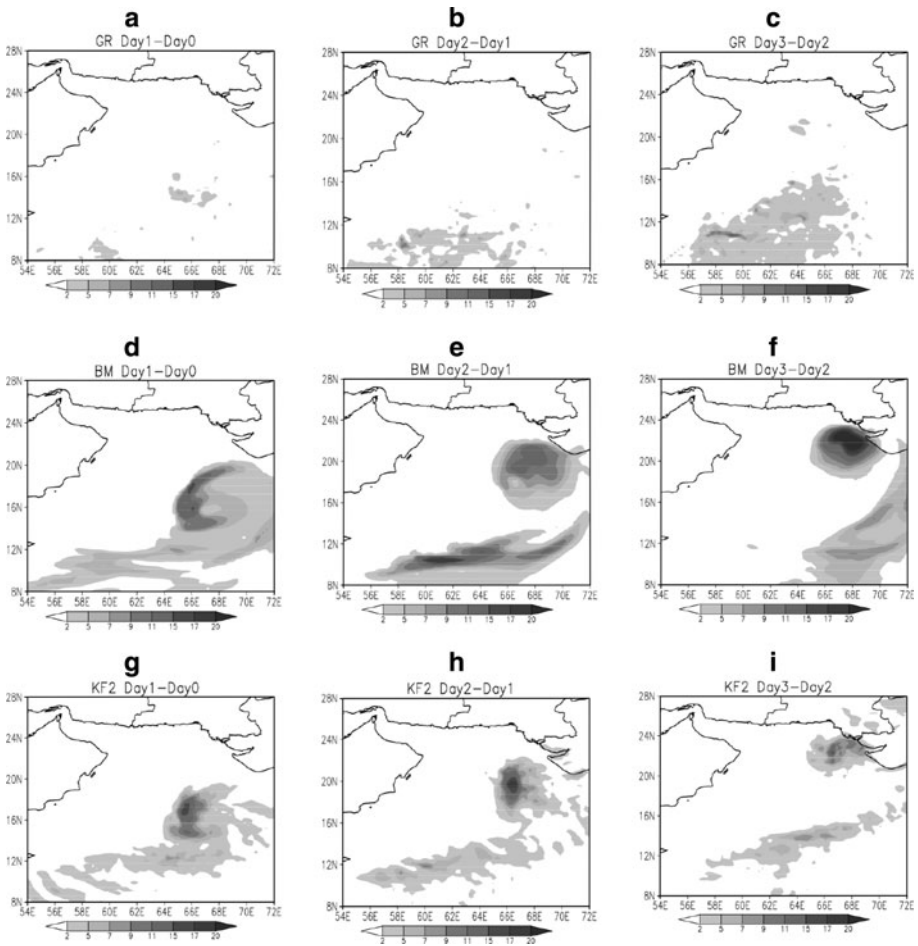 a b c
GR Day1-Day0 GR Day2-Day1 GR Day3-Day2
28N 28N 28N
24N 24N 24N
20N 20N 20N
16N 16N 16N
12N 12N 12N
8N 8N 8N
54E 56E 58E 60E 62E 64E 66E 68E 70E 72E 54E 56E 58E 60E 62E 64E 66E 68E 70E 72E 54E 56E 58E 60E 62E 64E 66E 68E 70E 72E
2 5 7 9 11 15 17 20 2 5 7 9 11 15 17 20 2 5 7 9 11 15 17 20
d e f
BM Day1-Day0 BM Day2-Day1 BM Day3-Day2
28N 28N 28N
24N 24N 24N
20N 20N 20N
16N 16N 16N
12N 12N 12N
8N 8N 8N
54E 56E 58E 60E 62E 64E 66E 68E 70E 72E 54E 56E 58E 60E 62E 64E 66E 68E 70E 72E 54E 56E 58E 60E 62E 64E 66E 68E 70E 72E
2 5 7 9 11 15 17 20 2 5 7 9 11 15 17 20 2 5 7 9 11 15 17 20
g h i
KF2 Day1-Day0 KF2 Day2-Day1 KF2 Day3-Day2
28N 28N 28N
24N 24N 24N
20N 20N 20N
16N 16N 16N
12N 12N 12N
8N 8N 8N
54E 56E 58E 60E 62E 64E 66E 68E 70E 72E 54E 56E 58E 60E 62E 64E 66E 68E 70E 72E 54E 56E 58E 60E 62E 64E 66E 68E 70E 72E
2 5 7 9 11 15 17 20 2 5 7 9 11 15 17 20 2 5 7 9 11 15 17 20